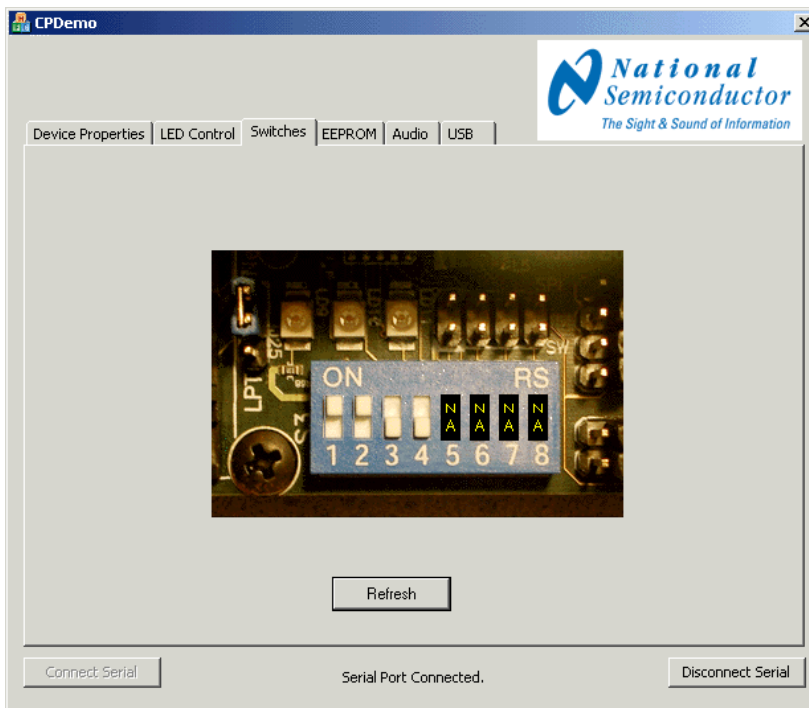 CPDemo
National
Semiconductor
The Sight & Sound of Information
Device Properties LED Control Switches EEPROM Audio USB
LPT
ON RS
N N N N
A A A A
1 2 3 4 5 6 7 8
Refresh
Connect Serial Serial Port Connected. Disconnect Serial